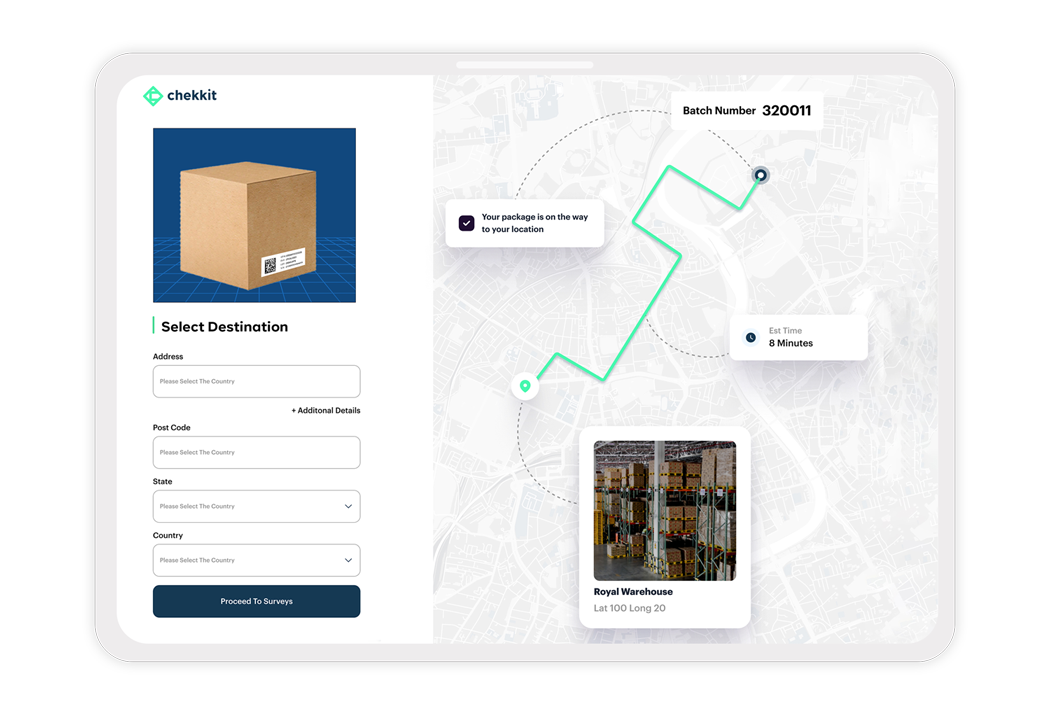 chekkit
Select Destination
Address
Please Select The Country
+ Additonal Details
Post Code
Please Select The Country
State
Please Select The Country
Country
Please Select The Country
Proceed To Surveys
Batch Number 320011
Your package is on the way
to your location
Est Time
8 Minutes
Royal Warehouse
Lat 100 Long 20